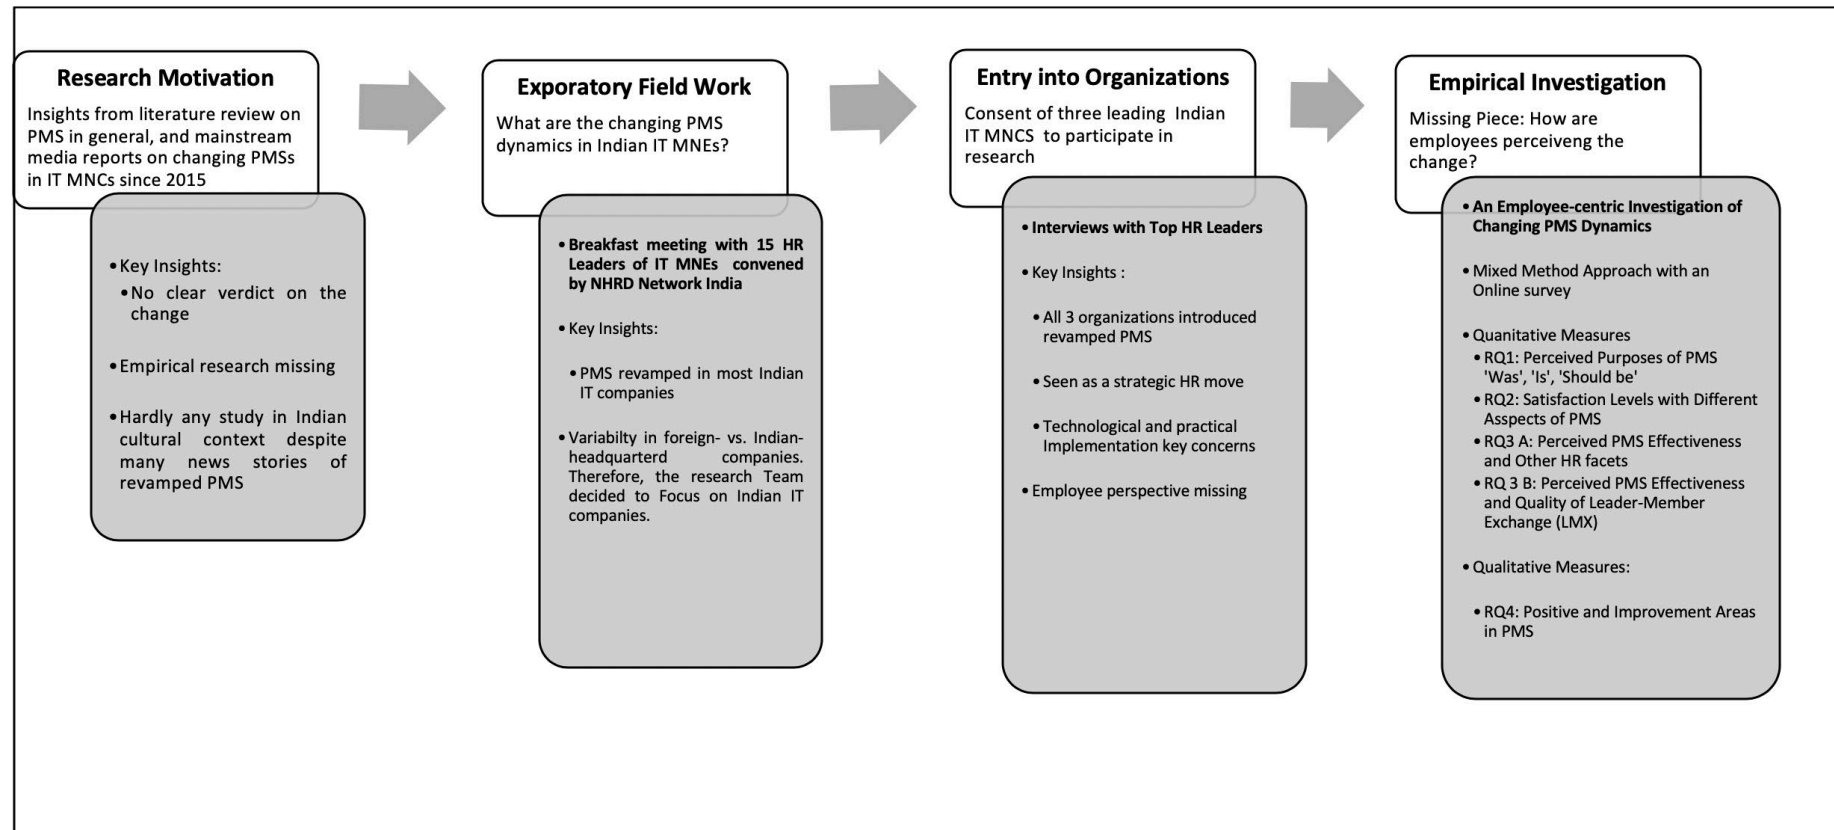 Research Motivation
Insights from literature review on
PMS in general, and mainstream
media reports on changing PMSs
in IT MNCs since 2015
• Key Insights:
• No clear verdict on the
change
• Empirical research missing
• Hardly any study in Indian
cultural context despite
many news stories of
revamped PMS
Exporatory Field Work
What are the changing PMS
dynamics in Indian IT MNEs?
• Breakfast meeting with 15 HR
Leaders of IT MNEs convened
by NHRD Network India
• Key Insights:
• PMS revamped in most Indian
IT companies
• Variabilty in foreign- vs. Indian-
headquarterd companies.
Therefore, the research Team
decided to Focus on Indian IT
companies.
Entry into Organizations
Consent of three leading Indian
IT MNCS to participate in
research
• Interviews with Top HR Leaders
• Key Insights :
• All 3 organizations introduced
revamped PMS
• Seen as a strategic HR move
• Technological and practical
Implementation key concerns
• Employee perspective missing
Empirical Investigation
Missing Piece: How are
employees perceiveng the
change?
• An Employee-centric Investigation of
Changing PMS Dynamics
• Mixed Method Approach with an
Online survey
• Quanitative Measures
• RQ1: Perceived Purposes of PMS
'Was', 'Is', 'Should be'
• RQ2: Satisfaction Levels with Different
Asspects of PMS
• RQ3 A: Perceived PMS Effectiveness
and Other HR facets
• RQ 3 B: Perceived PMS Effectiveness
and Quality of Leader-Member
Exchange (LMX)
• Qualitative Measures:
• RQ4: Positive and Improvement Areas
in PMS